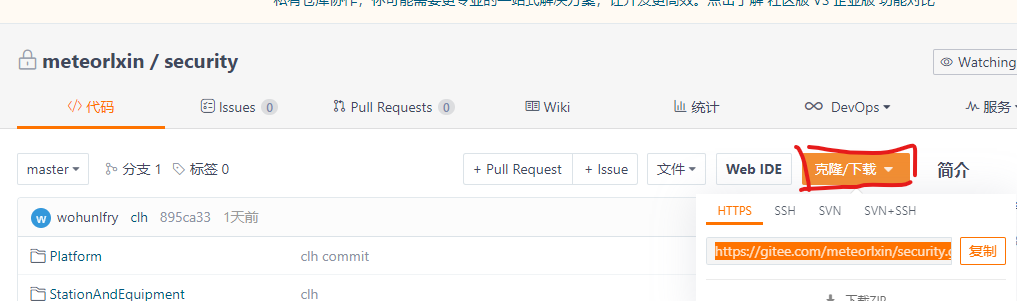 私有仓库协作，你可能需要更专业的一站式解决方案，让开发更高效。点击了解 社区版 VS 企业版 功能对比
meteorlxin / security
Watching
代码 Issues 0 Pull Requests 0 Wiki 统计 DevOps 服务
master 分支 1 标签 0 + Pull Request + Issue 文件 Web IDE 克隆/下载 简介
w wohunlfry clh 895ca33 1天前
HTTPS SSH SVN SVN+SSH
https://gitee.com/meteorlxin/security.g 复制
Platform clh commit
StationAndEquipment clh
下载ZIP